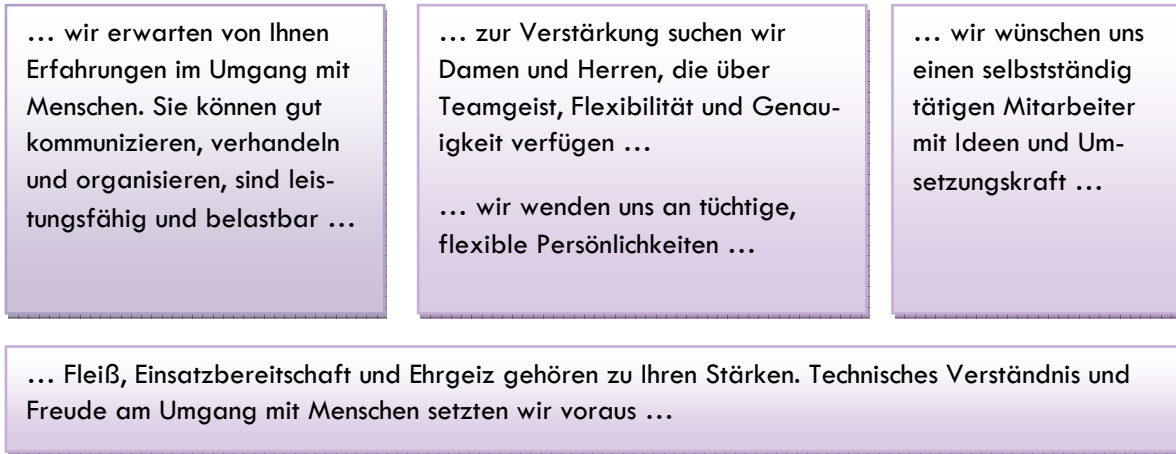 … wir erwarten von Ihnen
Erfahrungen im Umgang mit
Menschen. Sie können gut
kommunizieren, verhandeln
und organisieren, sind leis-
tungsfähig und belastbar …
… zur Verstärkung suchen wir
Damen und Herren, die über
Teamgeist, Flexibilität und Genau-
igkeit verfügen …
… wir wenden uns an tüchtige,
flexible Persönlichkeiten …
… wir wünschen uns
einen selbstständig
tätigen Mitarbeiter
mit Ideen und Um-
setzungskraft …
… Fleiß, Einsatzbereitschaft und Ehrgeiz gehören zu Ihren Stärken. Technisches Verständnis und
Freude am Umgang mit Menschen setzten wir voraus …